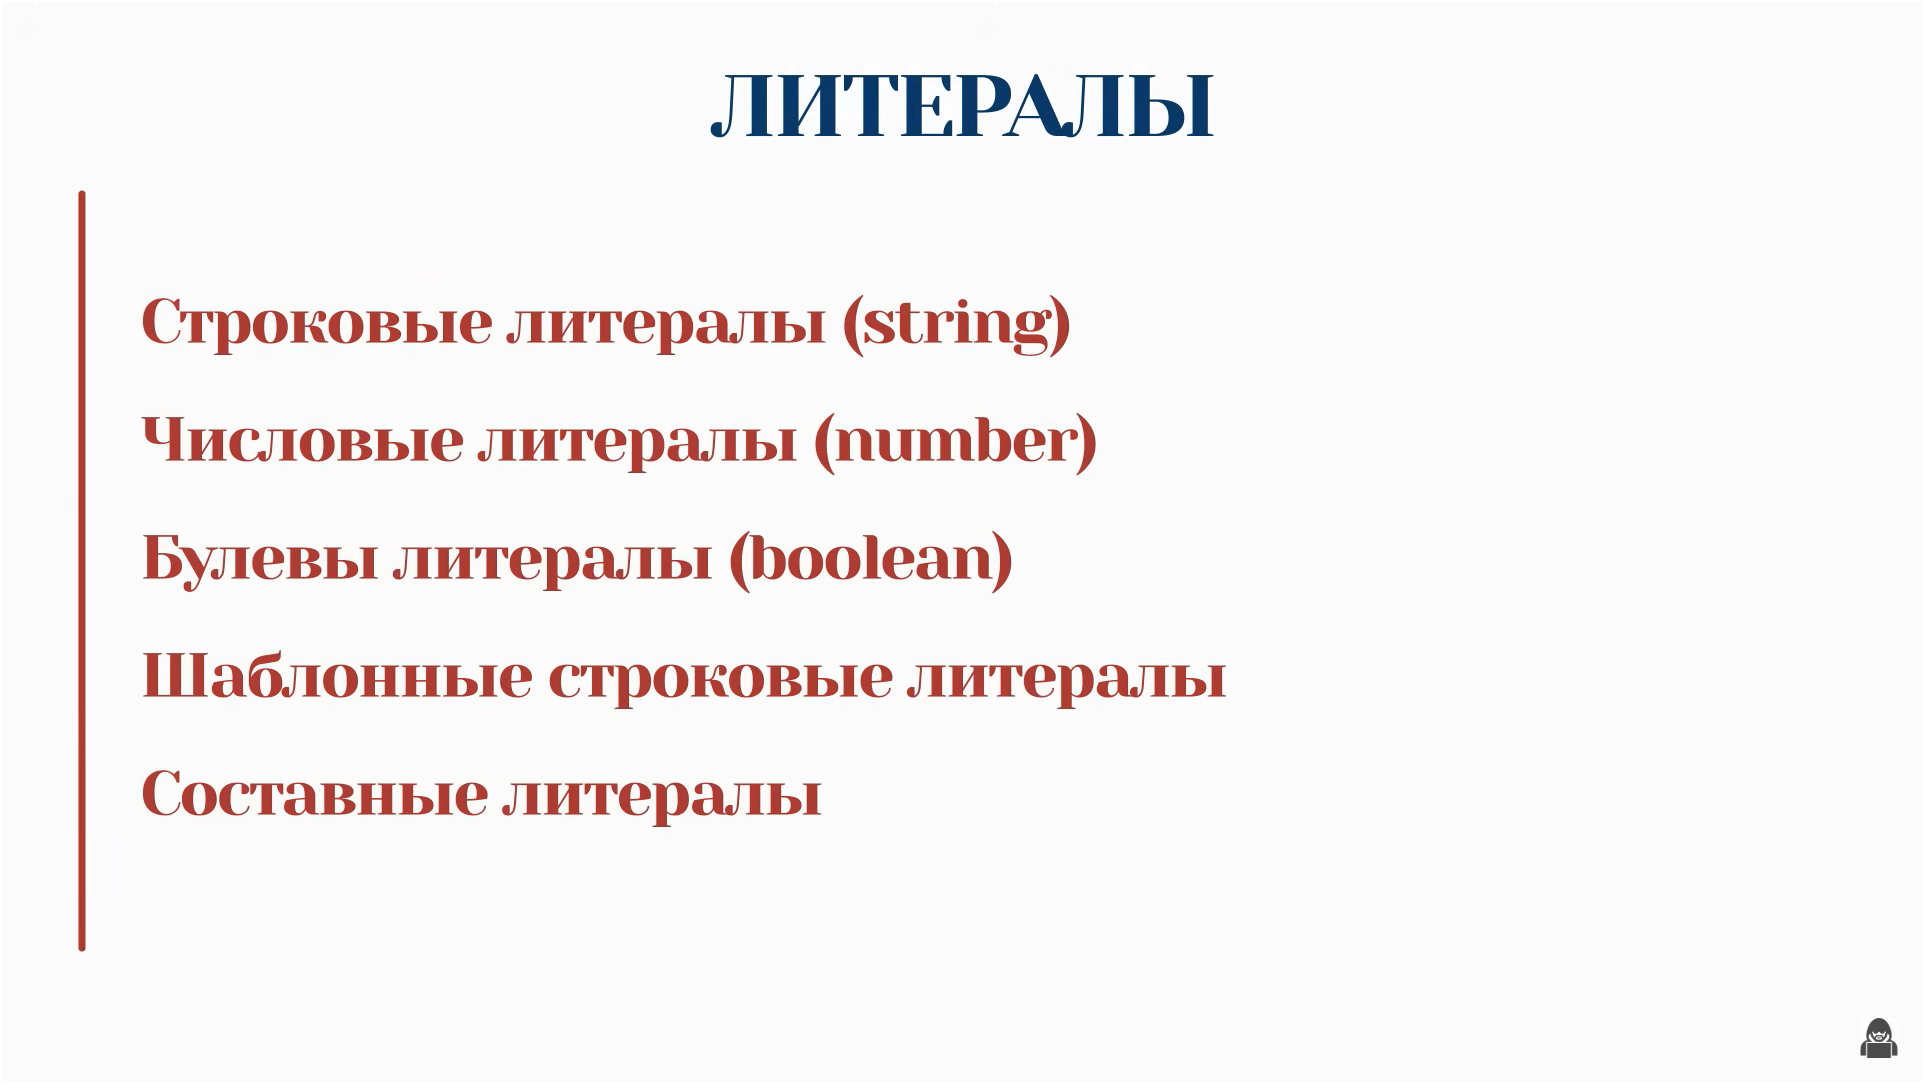 ЛИТЕРАЛЫ
Строковые литералы (string)
Числовые литералы (number)
Булевы литералы (boolean)
Шаблонные строковые литералы
Составные литералы